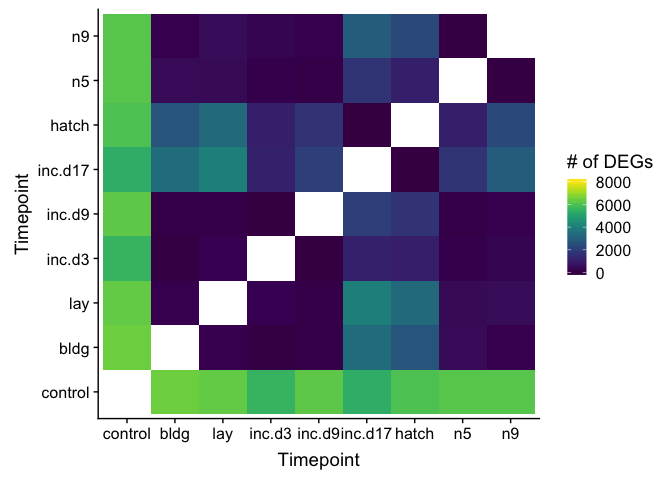 n9
n5
hatch
inc.d17
inc.d9
inc.d3
lay
bldg
control
Timepoint
control bldg lay inc.d3 inc.d9 inc.d17 hatch n5 n9
Timepoint
# of DEGs
8000
6000
4000
2000
0